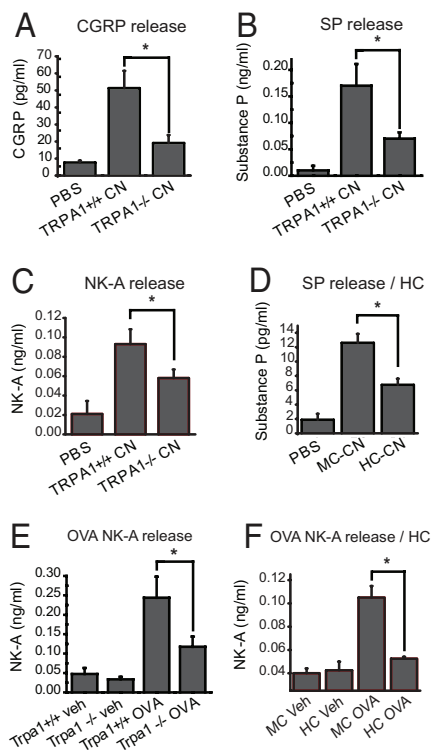 A
CGRP release
CGRP (pg/ml)
70
60
50
40
30
20
10
0
*
PBS
TRPA1+/+ CN
TRPA1-/- CN
B
SP release
Substance P (ng/ml)
0.20
0.15
0.10
0.05
0.00
*
PBS
TRPA1+/+ CN
TRPA1-/- CN
C
NK-A release
NK-A (ng/ml)
0.12
0.10
0.08
0.06
0.04
0.02
0.00
*
PBS
TRPA1+/+ CN
TRPA1-/- CN
D
SP release / HC
Substance P (pg/ml)
14
12
10
8
6
4
2
0
*
PBS
MC-CN
HC-CN
E
OVA NK-A release
NK-A (ng/ml)
0.30
0.25
0.20
0.15
0.10
0.05
0.00
*
Trpa1+/+ veh
Trpa1 -/- veh
Trpa1+/+ OVA
Trpa1 -/- OVA
F
OVA NK-A release / HC
NK-A (ng/ml)
0.12
0.10
0.08
0.06
0.04
*
MC Veh
HC Veh
MC OVA
HC OVA